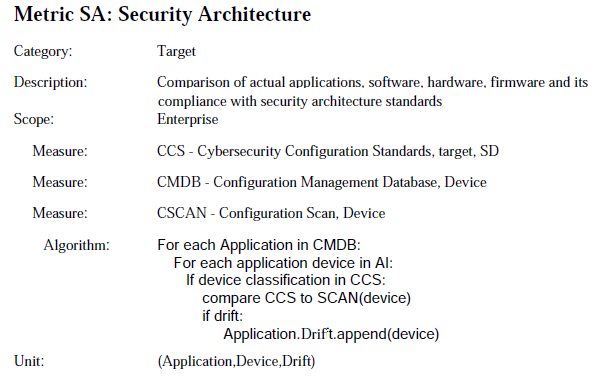 Metric SA: Security Architecture
Category: Target
Description: Comparison of actual applications, software, hardware, firmware and its
compliance with security architecture standards
Scope: Enterprise
Measure: CCS - Cybersecurity Configuration Standards, target, SD
Measure: CMDB - Configuration Management Database, Device
Measure: CSCAN - Configuration Scan, Device
Algorithm: For each Application in CMDB:
For each application device in AI:
If device classification in CCS:
compare CCS to SCAN(device)
if drift:
Application.Drift.append(device)
Unit: (Application,Device,Drift)